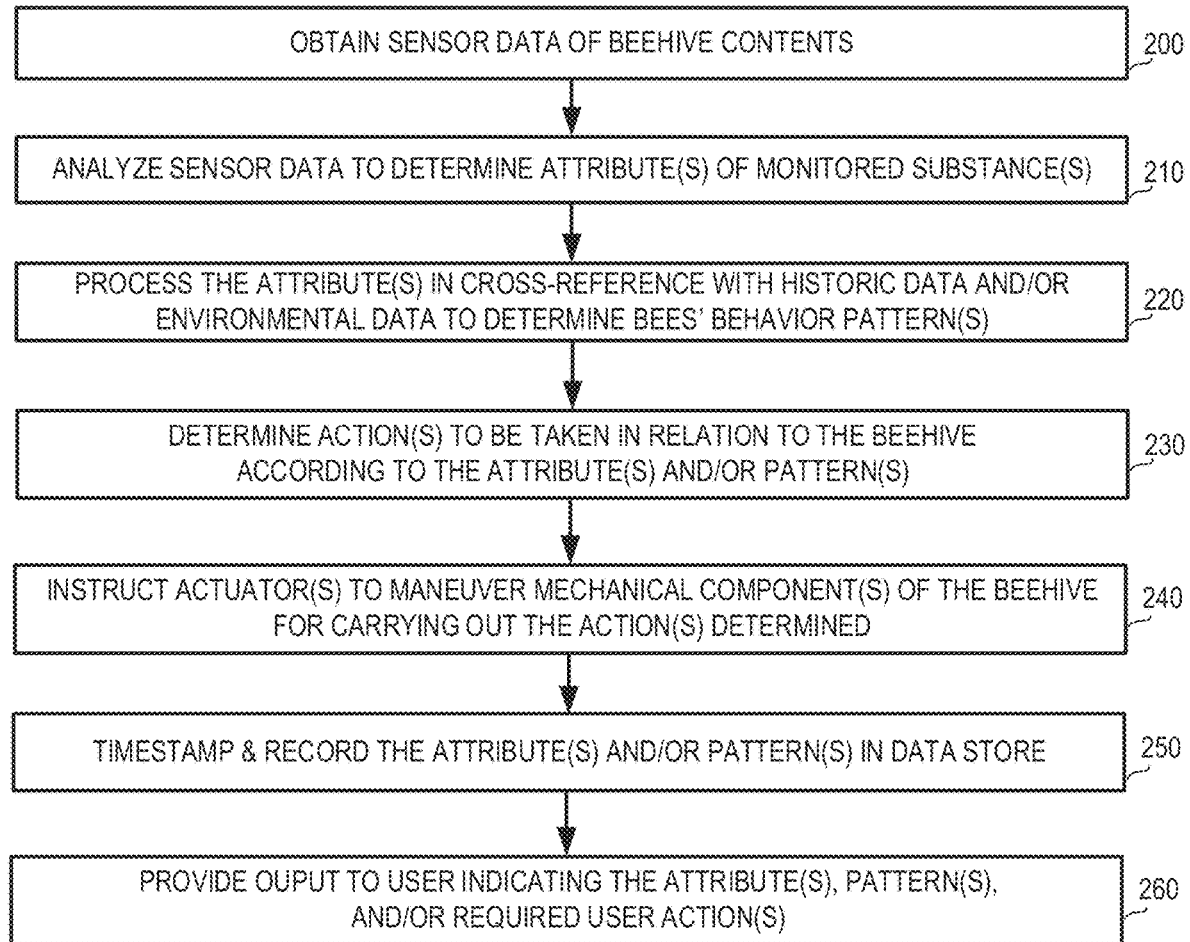 OBTAIN SENSOR DATA OF BEEHIVE CONTENTS
200
ANALYZE SENSOR DATA TO DETERMINE ATTRIBUTE(S) OF MONITORED SUBSTANCE(S)
210
PROCESS THE ATTRIBUTE(S) IN CROSS-REFERENCE WITH HISTORIC DATA AND/OR
ENVIRONMENTAL DATA TO DETERMINE BEES' BEHAVIOR PATTERN(S)
220
DETERMINE ACTION(S) TO BE TAKEN IN RELATION TO THE BEEHIVE
ACCORDING TO THE ATTRIBUTE(S) AND/OR PATTERN(S)
230
INSTRUCT ACTUATOR(S) TO MANEUVER MECHANICAL COMPONENT(S) OF THE BEEHIVE
FOR CARRYING OUT THE ACTION(S) DETERMINED
240
TIMESTAMP & RECORD THE ATTRIBUTE(S) AND/OR PATTERN(S) IN DATA STORE
250
PROVIDE OUPUT TO USER INDICATING THE ATTRIBUTE(S), PATTERN(S),
AND/OR REQUIRED USER ACTION(S)
260